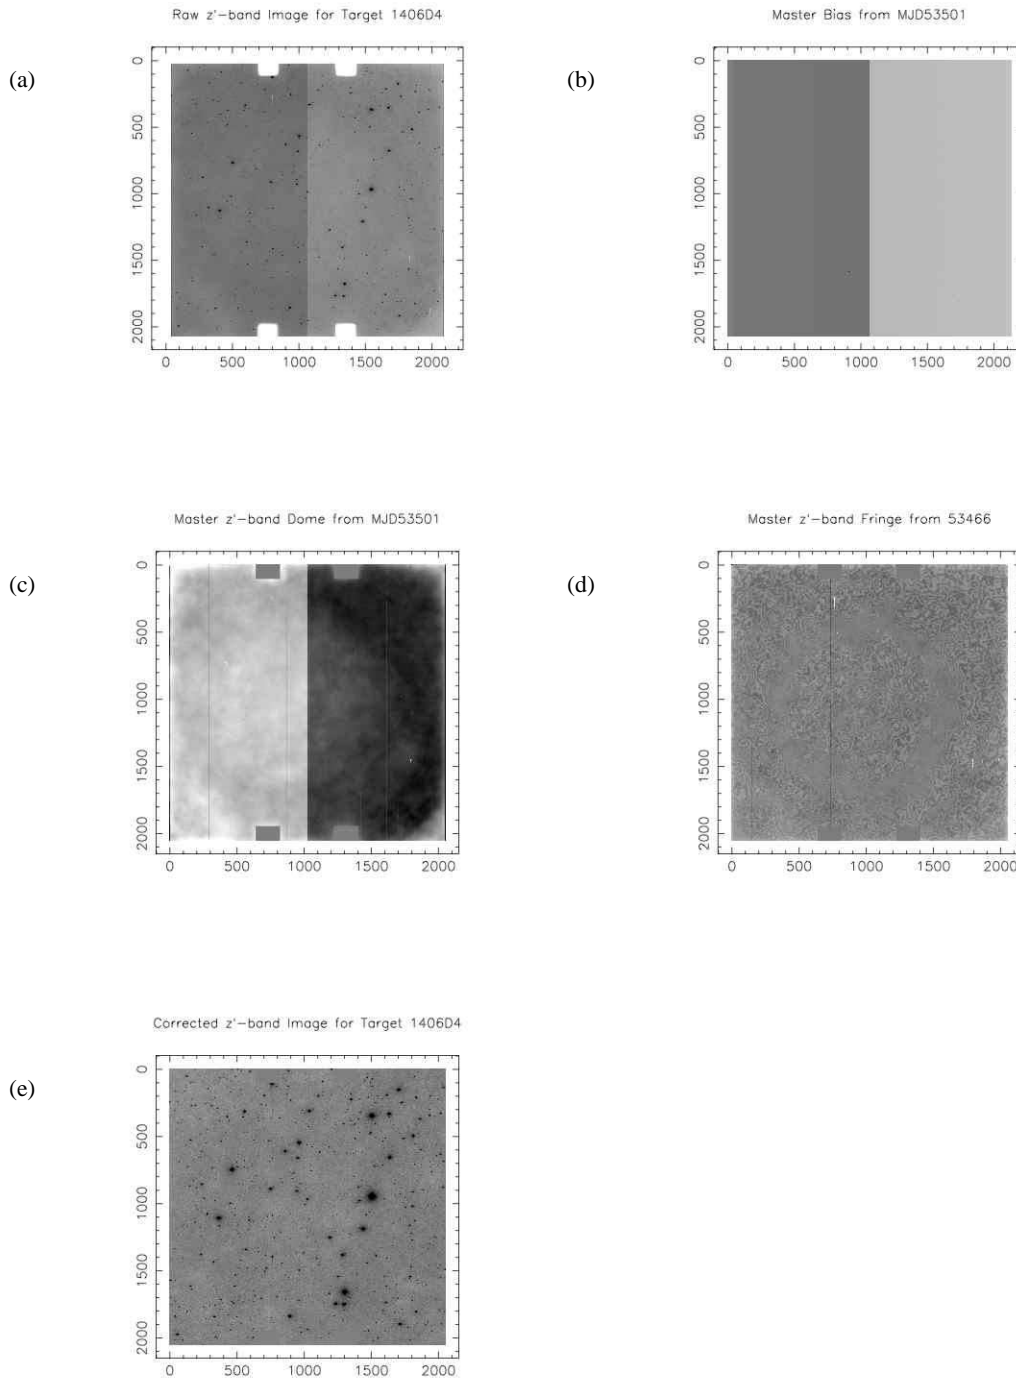 Raw z'-band Image for Target 1406D4
Master Bias from MJD53501
(a)
(b)
0
500
1000
1500
2000
0 500 1000 1500 2000
0
500
1000
1500
2000
0 500 1000 1500 2000
Master z'-band Dome from MJD53501
Master z'-band Fringe from 53466
(c)
(d)
0
500
1000
1500
2000
0 500 1000 1500 2000
0
500
1000
1500
2000
0 500 1000 1500 2000
Corrected z'-band Image for Target 1406D4
(e)
0
500
1000
1500
2000
0 500 1000 1500 2000